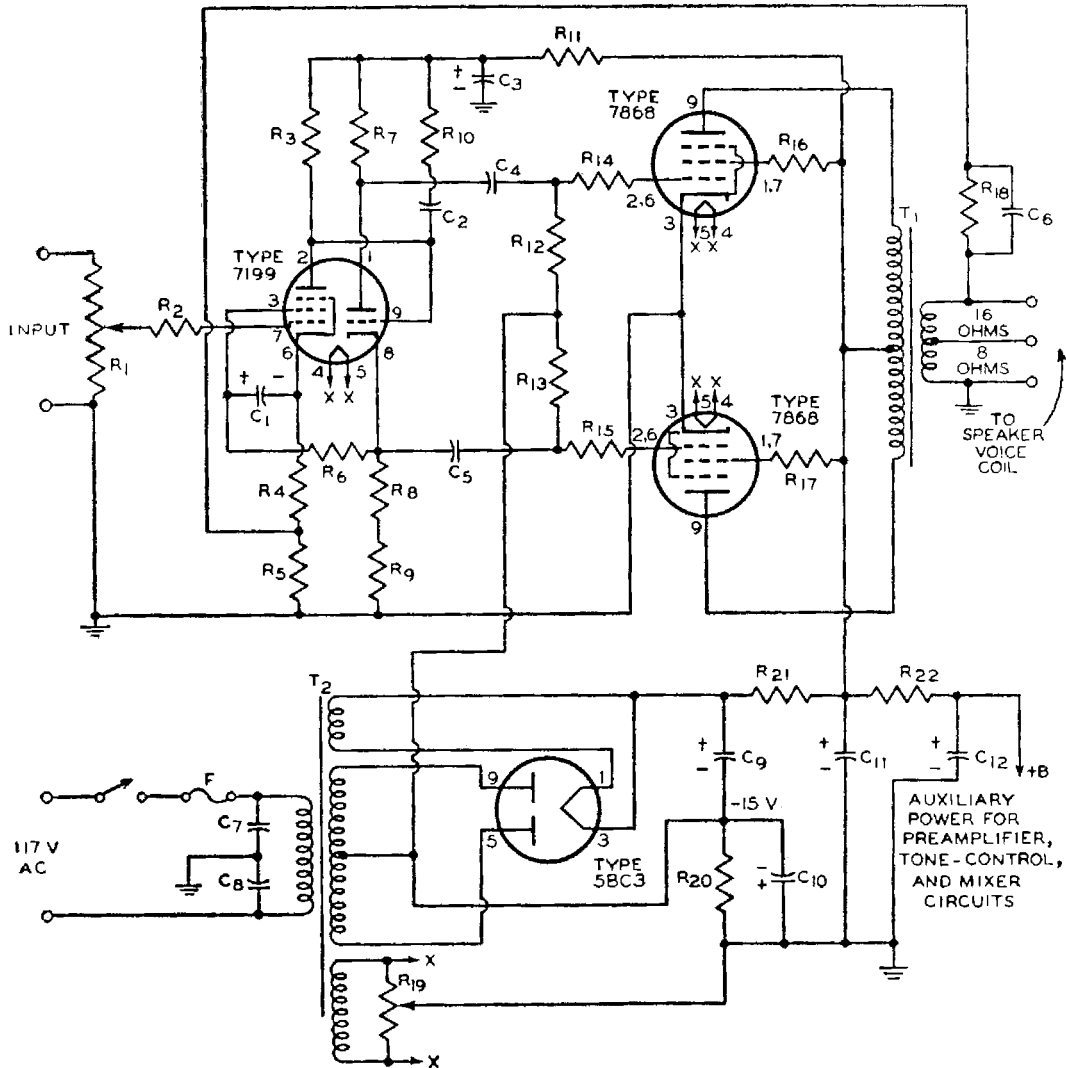 R11
+
-
C3
TYPE
7868
9
R3
R7
R10
R14
R16
C4
2,6
1,7
3
5
4
X X
R18
C6
C2
T1
R12
TYPE
7199
2
1
3
7
9
6
8
4
5
X X
R2
INPUT
R1
+ -
C1
R13
16
OHMS
8
OHMS
X X
3
5
4
TYPE
7868
R15
2,6
1,7
R17
9
TO
SPEAKER
VOICE
COIL
R6
C5
R4
R8
R5
R9
T2
R21
R22
+
-
C9
+
-
C11
+
-
C12
+B
F
9
1
5
3
TYPE
5BC3
-15 V
117 V
AC
C7
C8
R20
-
+
C10
AUXILIARY
POWER FOR
PREAMPLIFIER,
TONE-CONTROL,
AND MIXER
CIRCUITS
X
R19
X